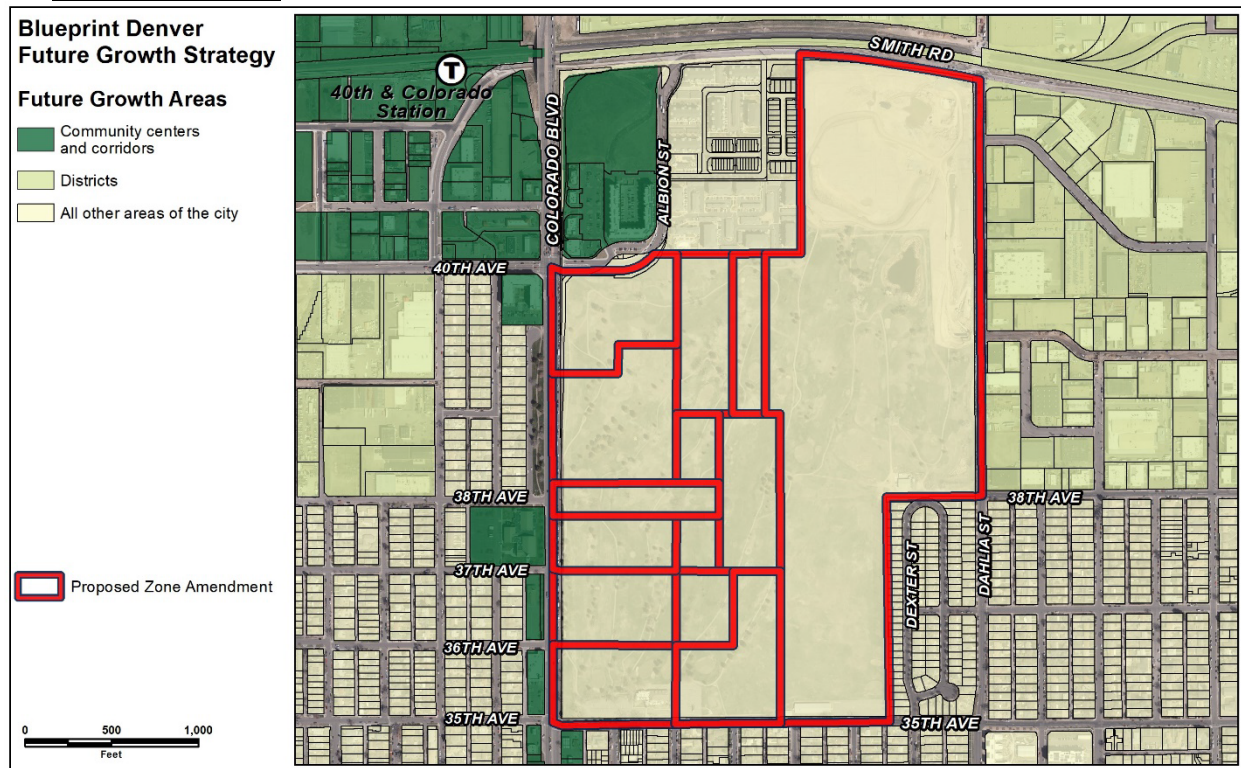 Blueprint Denver
Future Growth Strategy
Future Growth Areas
Community centers
and corridors
Districts
All other areas of the city
Proposed Zone Amendment
0 500 1,000
Feet
SMITH RD
T
40th & Colorado
Station
COLORADO BLVD
ALBION ST
40TH AVE
38TH AVE
38TH AVE
37TH AVE
DEXTER ST
DAHLIA ST
36TH AVE
35TH AVE
35TH AVE